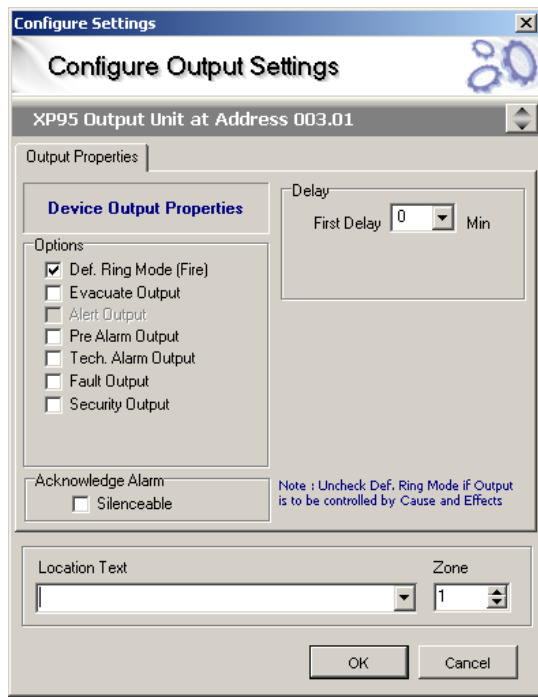 Configure Settings
Configure Output Settings
XP95 Output Unit at Address 003.01
Output Properties
Device Output Properties
Options
Def. Ring Mode (Fire)
Evacuate Output
Alert Output
Pre Alarm Output
Tech. Alarm Output
Fault Output
Security Output
Acknowledge Alarm
Silenceable
Delay
First Delay 0 Min
Note : Uncheck Def. Ring Mode if Output
is to be controlled by Cause and Effects
Location Text
Zone
1
OK
Cancel